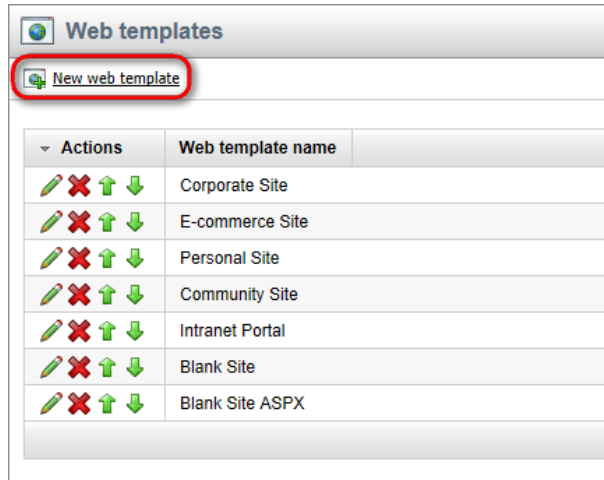 Web templates
New web template
Actions Web template name
Corporate Site
E-commerce Site
Personal Site
Community Site
Intranet Portal
Blank Site
Blank Site ASPX